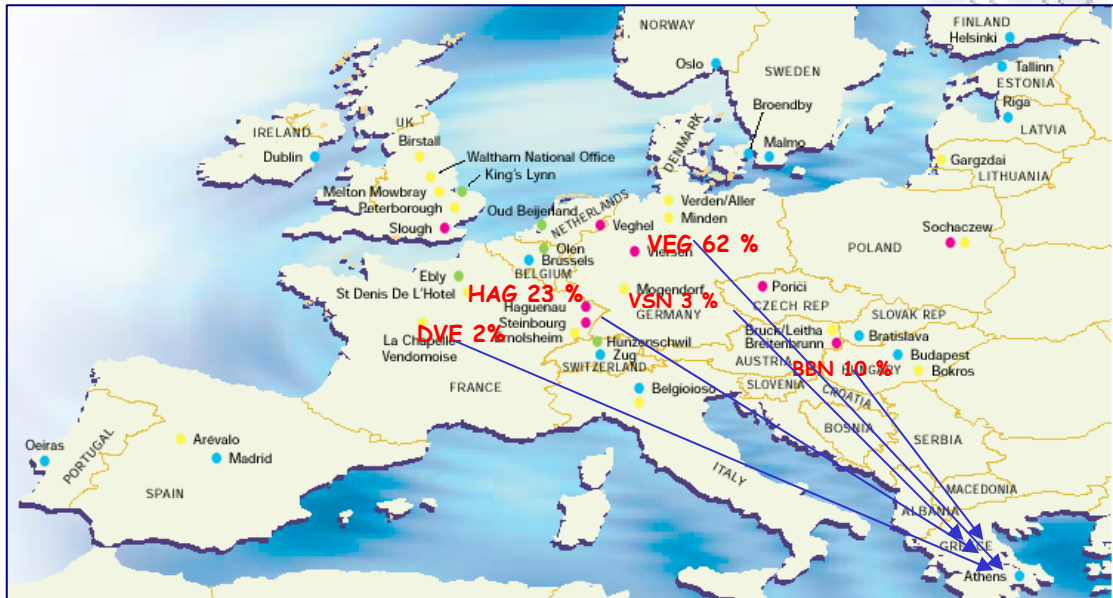 NORWAY
FINLAND
Helsinki
Oslo
SWEDEN
Tallinn
ESTONIA
Broendby
Riga
LATVIA
UK
IRELAND
Birstall
DENMARK
Malmo
Dublin
Waltham National Office
Gargzdai
LITHUANIA
King's Lynn
Melton Mowbray
Verden/Aller
Peterborough
Oud Beijerland
NETHERLANDS
Minden
Slough
Veghel
Sochaczew
VEG 62 %
POLAND
Olen
Viersen
Brussels
BELGIUM
Ebly
St Denis De L'Hotel
HAG 23 %
Mogendorf
VSN 3 %
Poriči
CZECH REP
Haguenau
GERMANY
SLOVAK REP
Steinbourg
DVE 2%
Bruck/Leitha
Bratislava
La Chapelle
Vendomoise
Hunzenschwil
Breitenbrunn
Zug
Budapest
SWITZERLAND
AUSTRIA
BBN 10 %
HUNGARY
Bokros
FRANCE
Belgioioso
SLOVENIA
CROATIA
BOSNIA
Arévalo
SERBIA
Oeiras
PORTUGAL
Madrid
ITALY
SPAIN
MACEDONIA
ALBANIA
GREECE
Athens